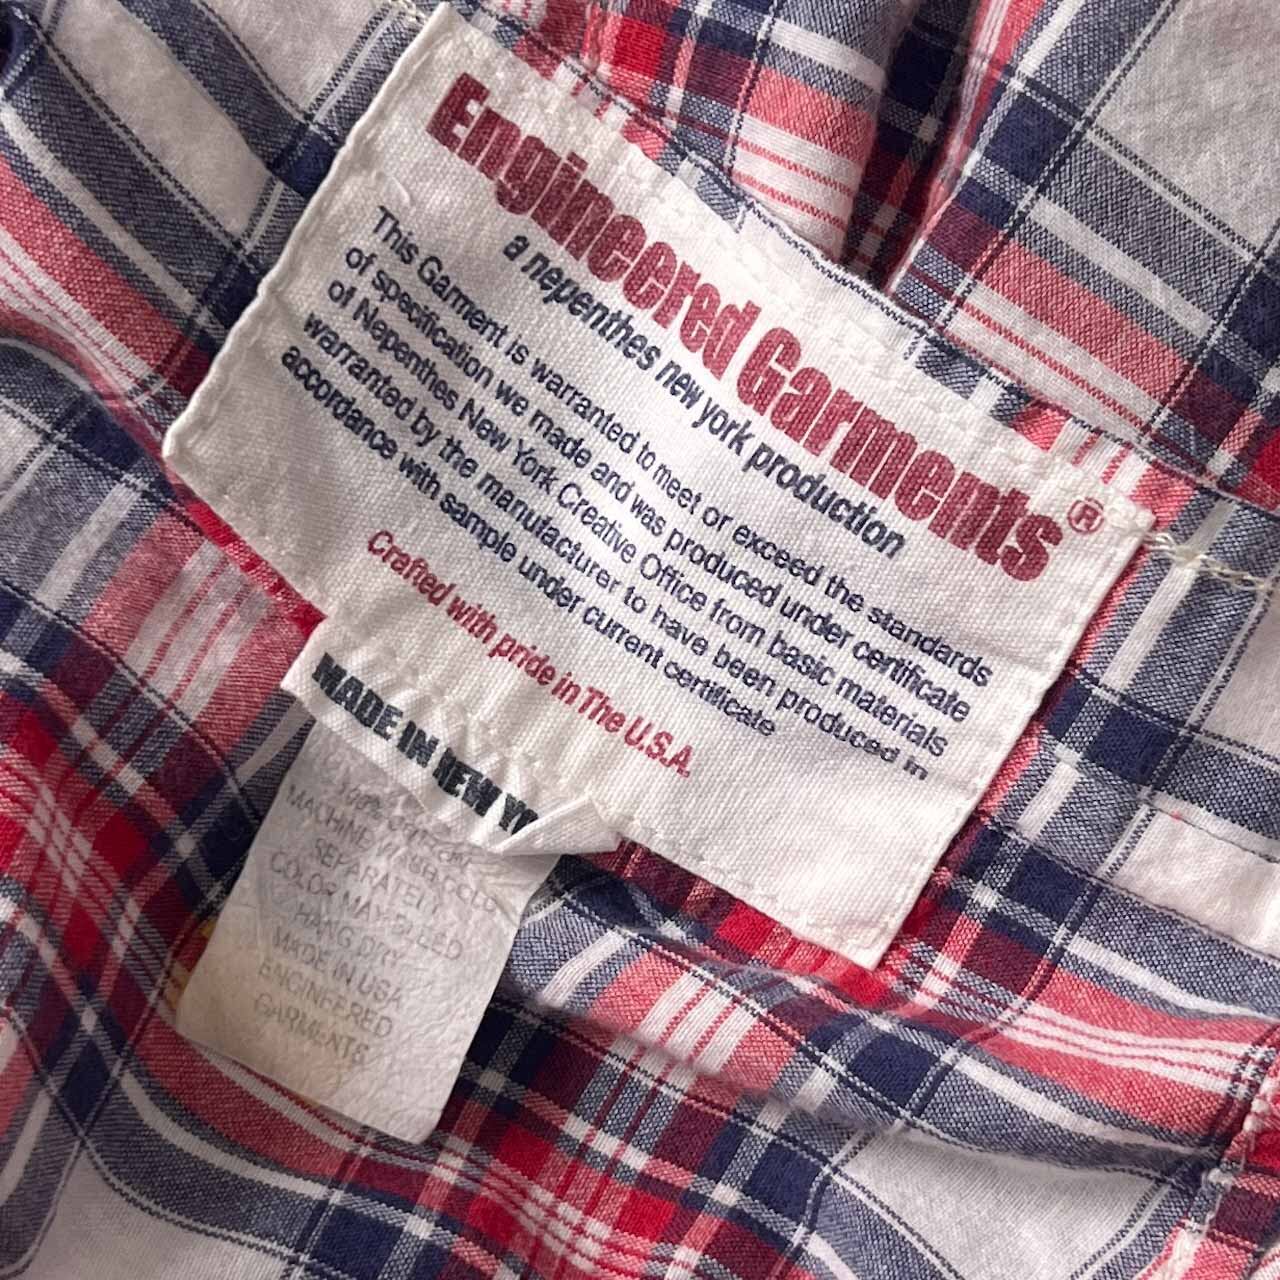 Engineered Garments®
a nepenthes new york production
This Garment is warranted to meet or exceed the standards
of specification we made and was produced under certificate
of Nepenthes New York Creative Office from basic materials
warranted by the manufacturer to have been produced in
accordance with sample under current certificate
Crafted with pride in The U.S.A.
MADE IN NEW YO
100% COTTON
MACHINE WASH COLD
SEPARATELY
COLOR MAY BLEED
HANG DRY
MADE IN USA
ENGINEERED
GARMENTS